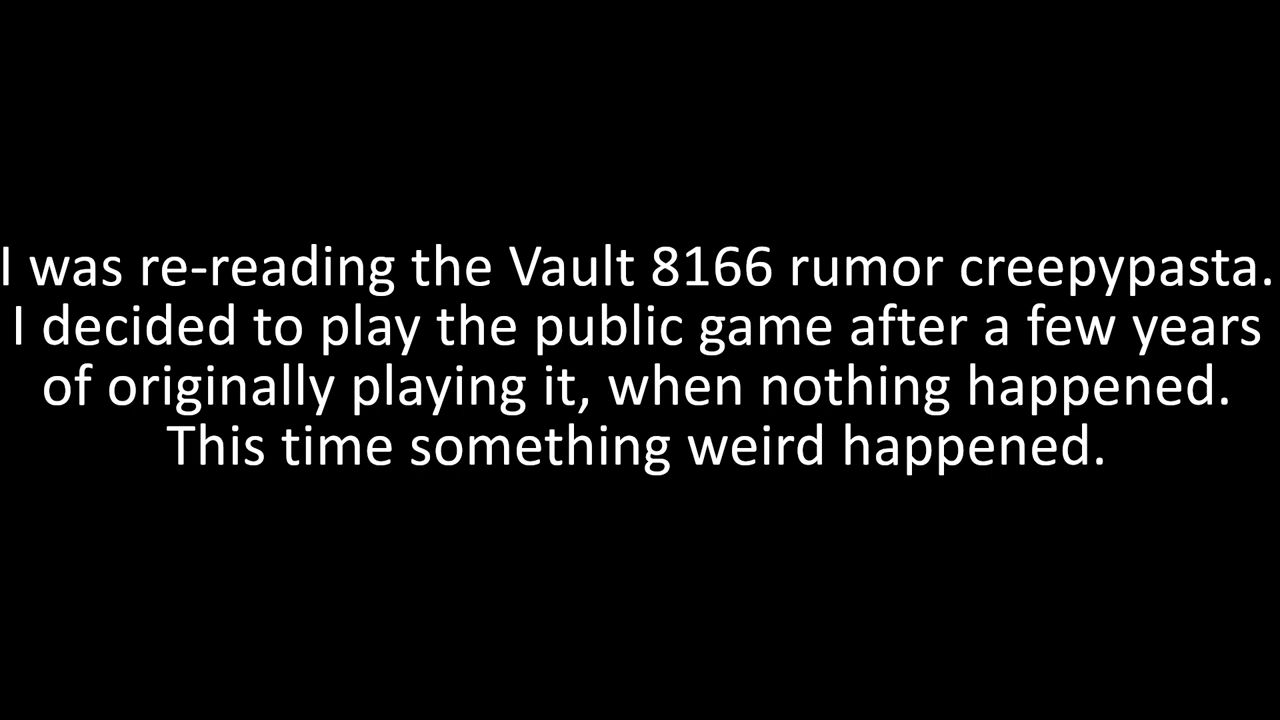 I was re-reading the Vault 8166 rumor creepypasta.
I decided to play the public game after a few years
of originally playing it, when nothing happened.
This time something weird happened.